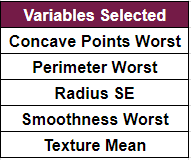 Variables Selected
Concave Points Worst
Perimeter Worst
Radius SE
Smoothness Worst
Texture Mean